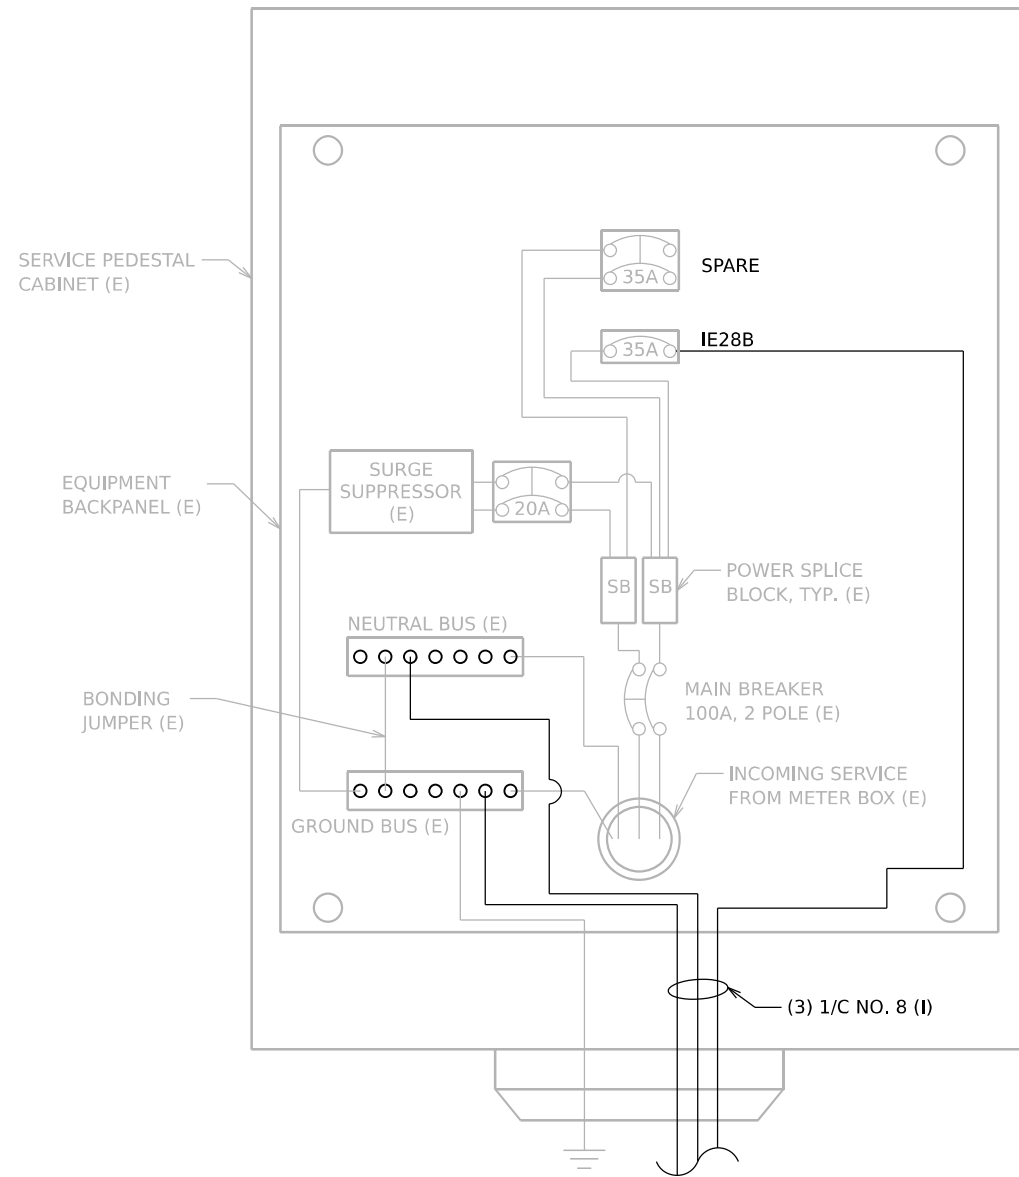 SERVICE PEDESTAL
CABINET (E)
35A
SPARE
35A
IE28B
EQUIPMENT
BACKPANEL (E)
SURGE
SUPPRESSOR
(E)
20A
SB
SB
POWER SPLICE
BLOCK, TYP. (E)
NEUTRAL BUS (E)
BONDING
JUMPER (E)
MAIN BREAKER
100A, 2 POLE (E)
INCOMING SERVICE
FROM METER BOX (E)
GROUND BUS (E)
(3) 1/C NO. 8 (I)